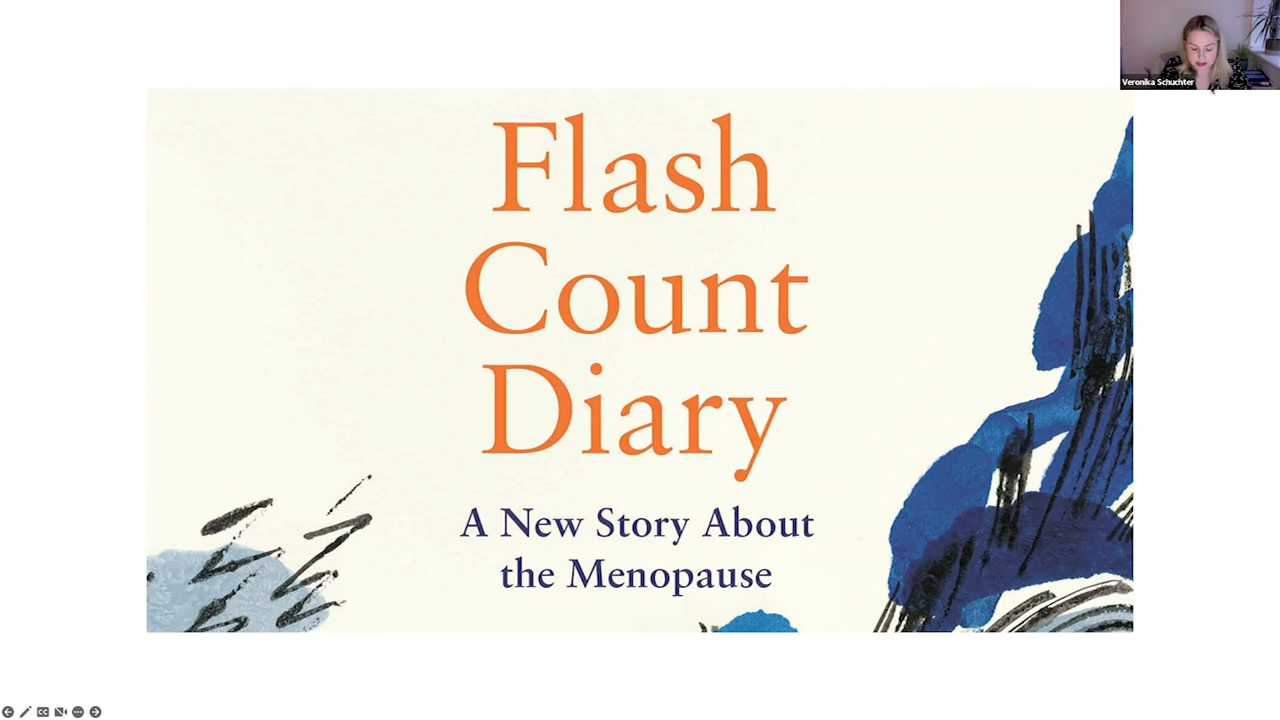 Veronika Schuchter
Flash
Count
Diary
A New Story About
the Menopause